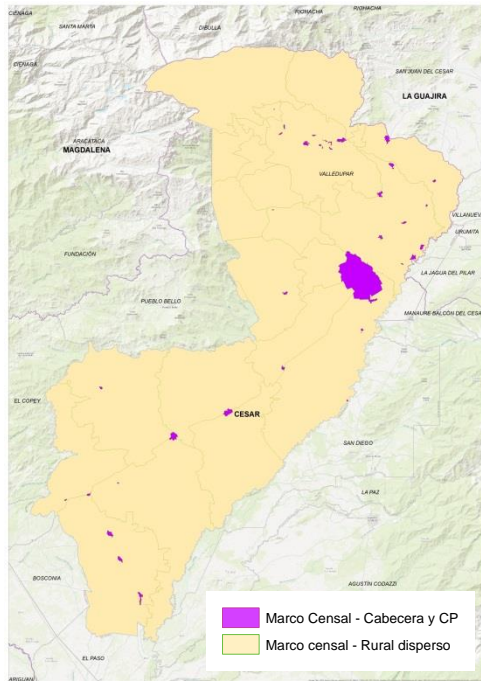 CIÉNAGA
SANTA MARTA
DIBULLA
RIOHACHA
RIOHACHA
CIÉNAGA
SAN JUAN DEL CESAR
LA GUAJIRA
ARACATACA
MAGDALENA
VALLEDUPAR
VILLANUEVA
URUMITA
FUNDACIÓN
LA JAGUA DEL PILAR
PUEBLO BELLO
MANAURE BALCÓN DEL CESAR
EL COPEY
CESAR
SAN DIEGO
LA PAZ
BOSCONIA
AGUSTÍN CODAZZI
EL PASO
ARIGUANÍ
Marco Censal - Cabecera y CP
Marco censal - Rural disperso